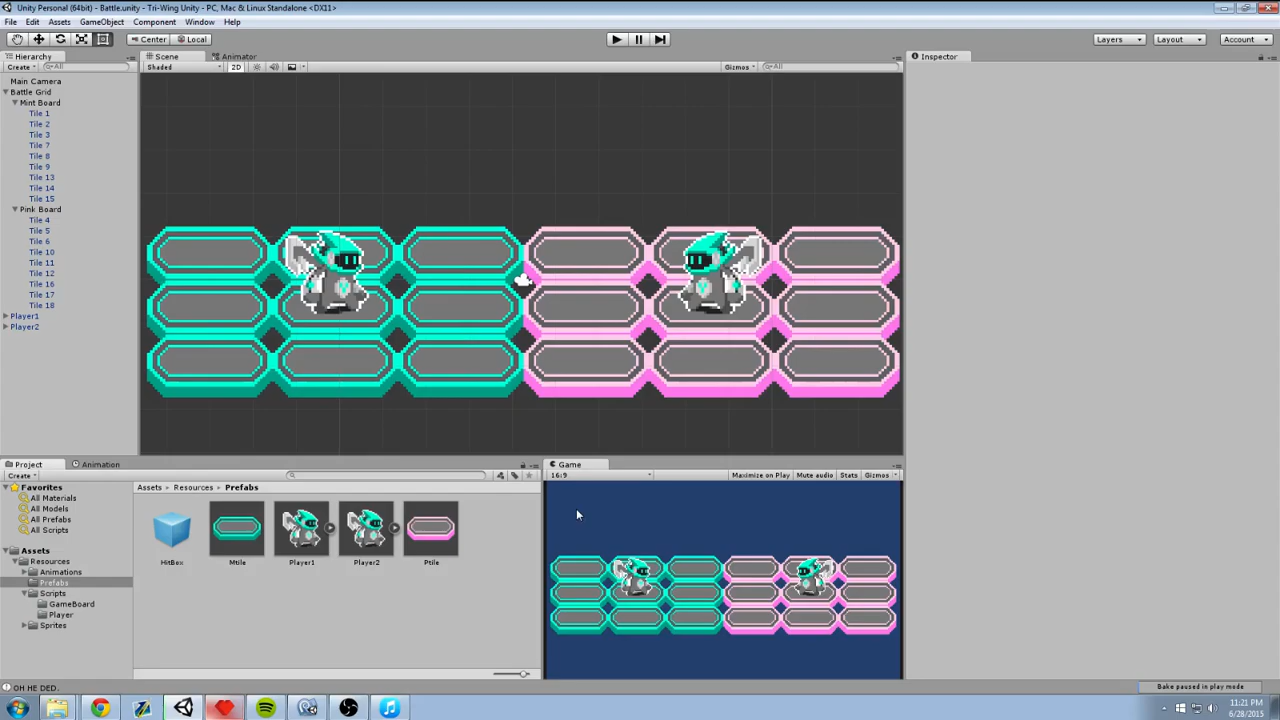 Unity Personal (64bit) - Battle.unity - Tri-Wing Unity - PC, Mac & Linux Standalone <DX11>
File Edit Assets GameObject Component Window Help
Center Local Layers Layout Account
Hierarchy Scene Animator Inspector
Create All Shaded 2D Gizmos All
Main Camera
Battle Grid
Mint Board
Tile 1
Tile 2
Tile 3
Tile 7
Tile 8
Tile 9
Tile 13
Tile 14
Tile 15
Pink Board
Tile 4
Tile 5
Tile 6
Tile 10
Tile 11
Tile 12
Tile 16
Tile 17
Tile 18
Player1
Player2
Project Animation Game
Create 16:9 Maximize on Play Mute audio Stats Gizmos
Favorites Assets Resources Prefabs
All Materials
All Models
All Prefabs
All Scripts
Assets
Resources
Animations
Prefabs
Scripts
GameBoard
Player
Sprites
HitBox Mtile Player1 Player2 Ptile
OH HE DED. Bake paused in play mode
11:21 PM
6/28/2015